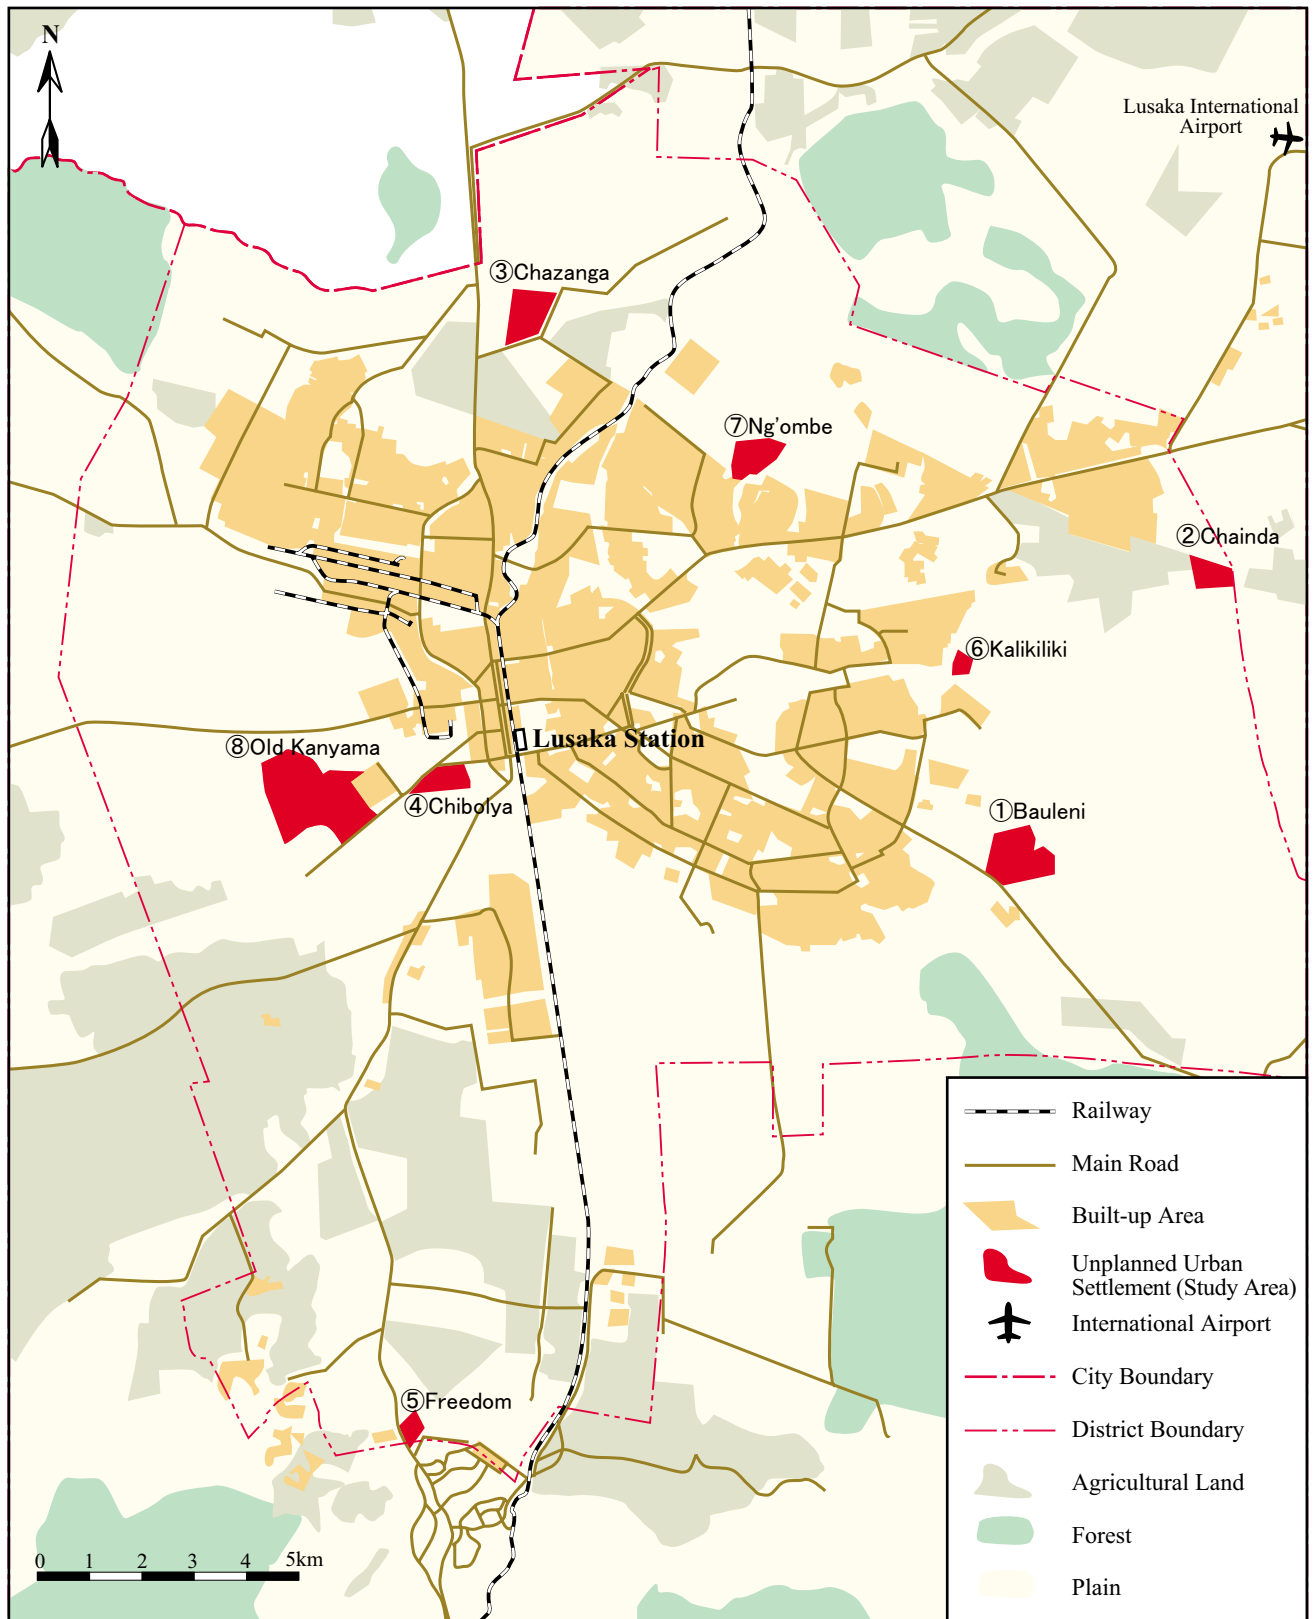 N
Lusaka International
Airport
③Chazanga
⑦Ng'ombe
②Chainda
⑥Kalikiliki
Lusaka Station
⑧Old Kanyama
④Chibolya
①Bauleni
⑤Freedom
Railway
Main Road
Built-up Area
Unplanned Urban
Settlement (Study Area)
International Airport
City Boundary
District Boundary
Agricultural Land
Forest
Plain
0 1 2 3 4 5km